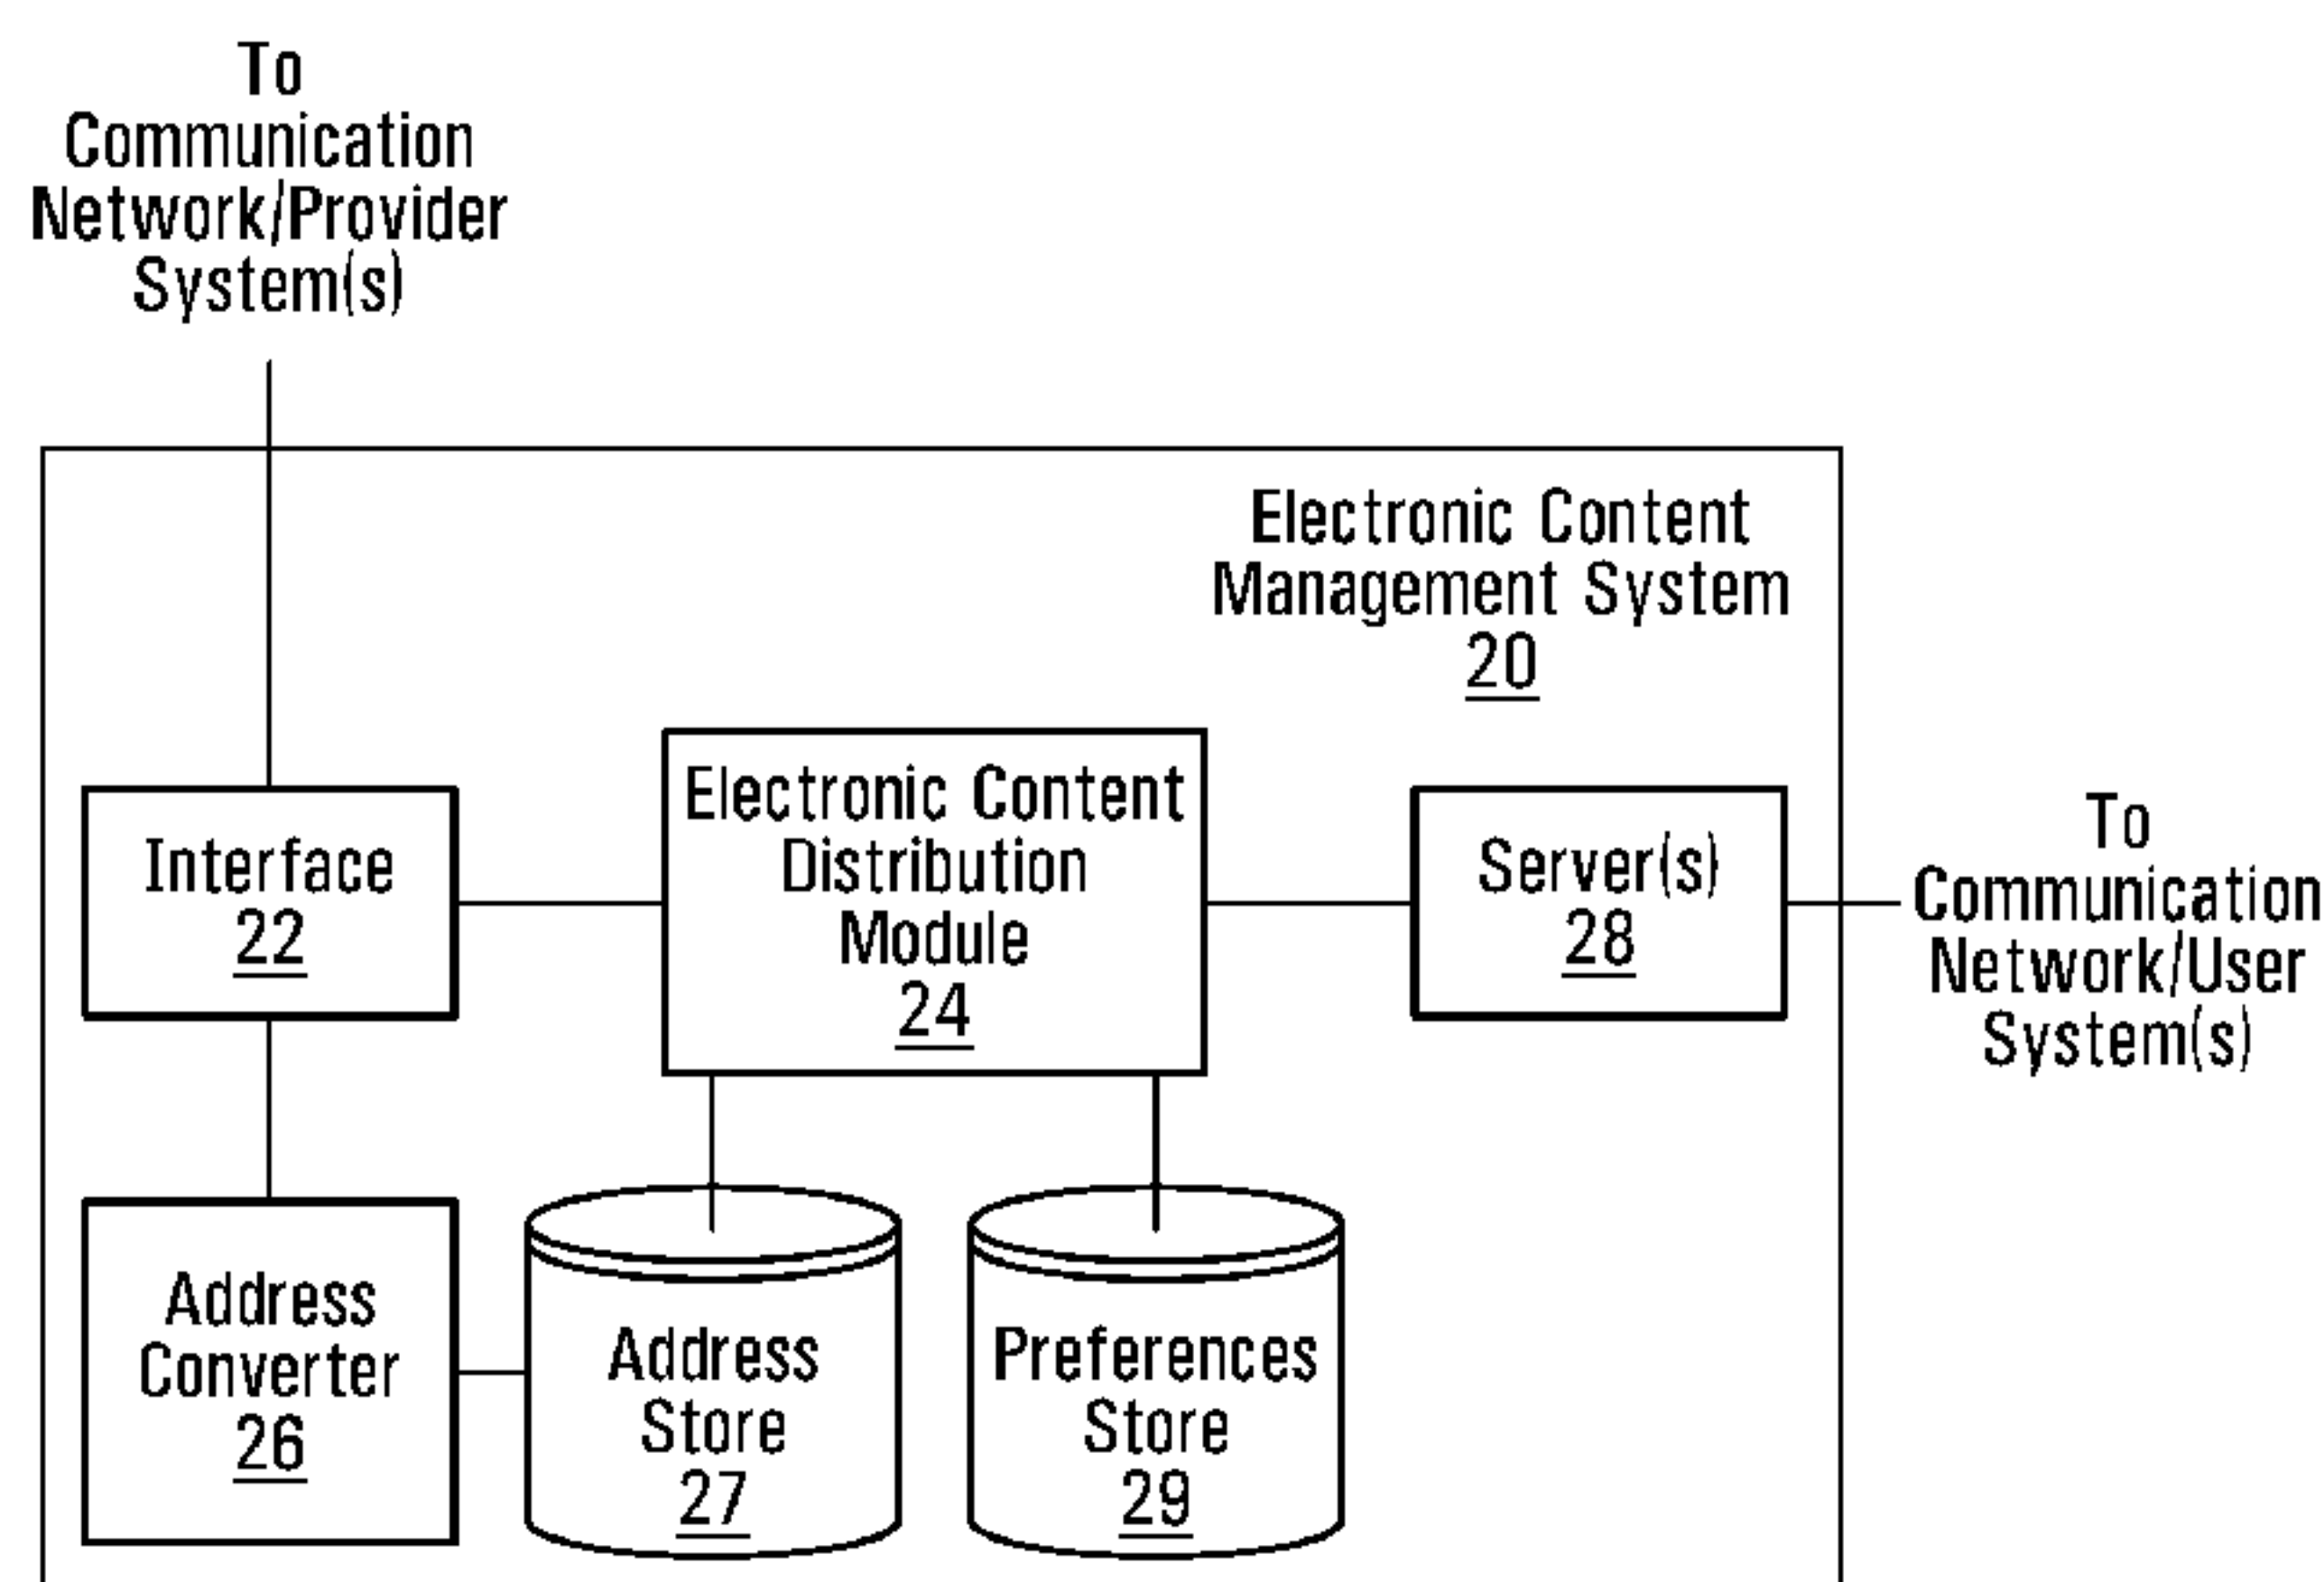 To
Communication
Network/Provider
System(s)
Electronic Content
Management System
20
Interface
22
Electronic Content
Distribution
Module
24
Server(s)
28
To
Communication
Network/User
System(s)
Address
Converter
26
Address
Store
27
Preferences
Store
29